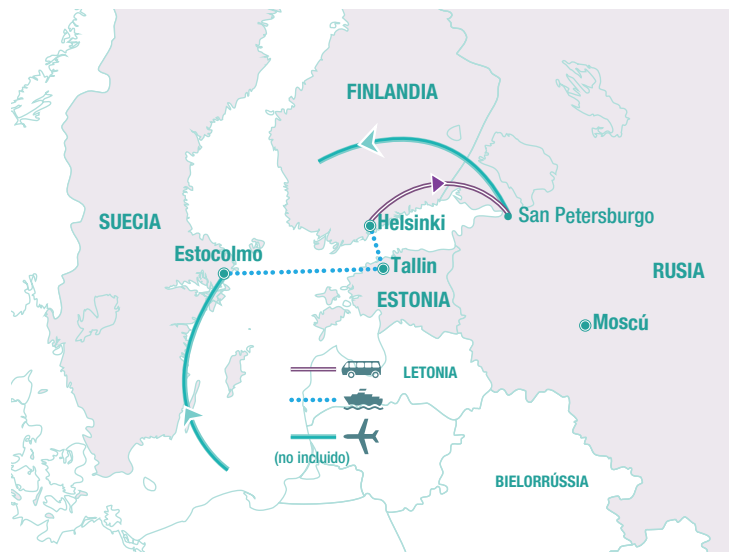 FINLANDIA
SUECIA
Helsinki
San Petersburgo
Estocolmo
Tallin
RUSIA
ESTONIA
Moscú
LETONIA
(no incluido)
BIELORRÚSSIA